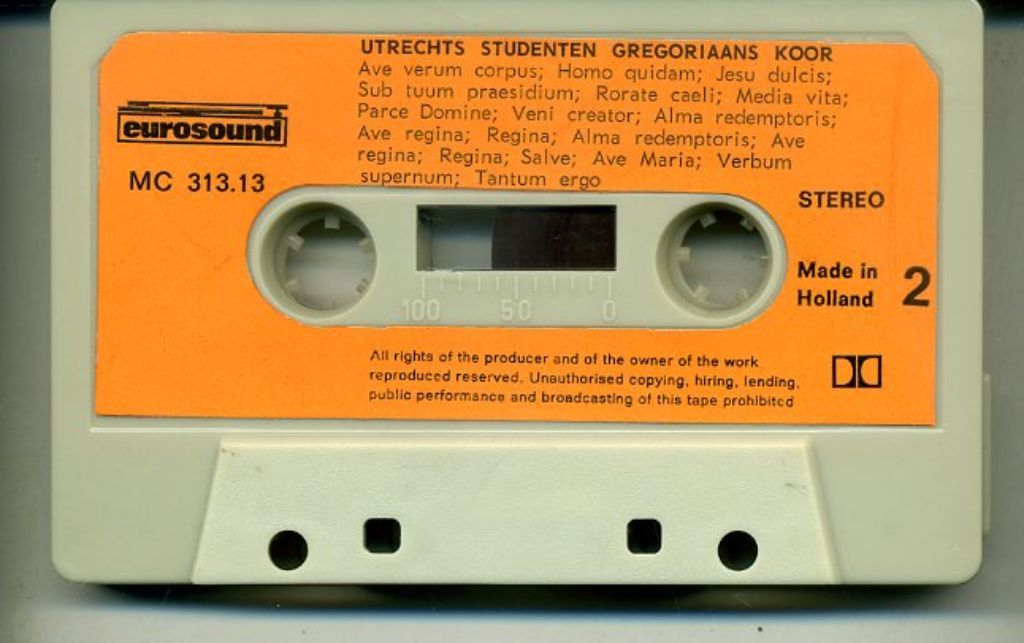 UTRECHTS STUDENTEN GREGORIAANS KOOR
Ave verum corpus; Homo quidam; Jesu dulcis;
Sub tuum praesidium; Rorate caeli; Media vita;
Parce Domine; Veni creator; Alma redemptoris;
Ave regina; Regina; Alma redemptoris; Ave
regina; Regina; Salve; Ave Maria; Verbum
supernum; Tantum ergo
eurosound
MC 313.13
STEREO
Made in
Holland
2
100 50 0
All rights of the producer and of the owner of the work
reproduced reserved. Unauthorised copying, hiring, lending,
public performance and broadcasting of this tape prohibited